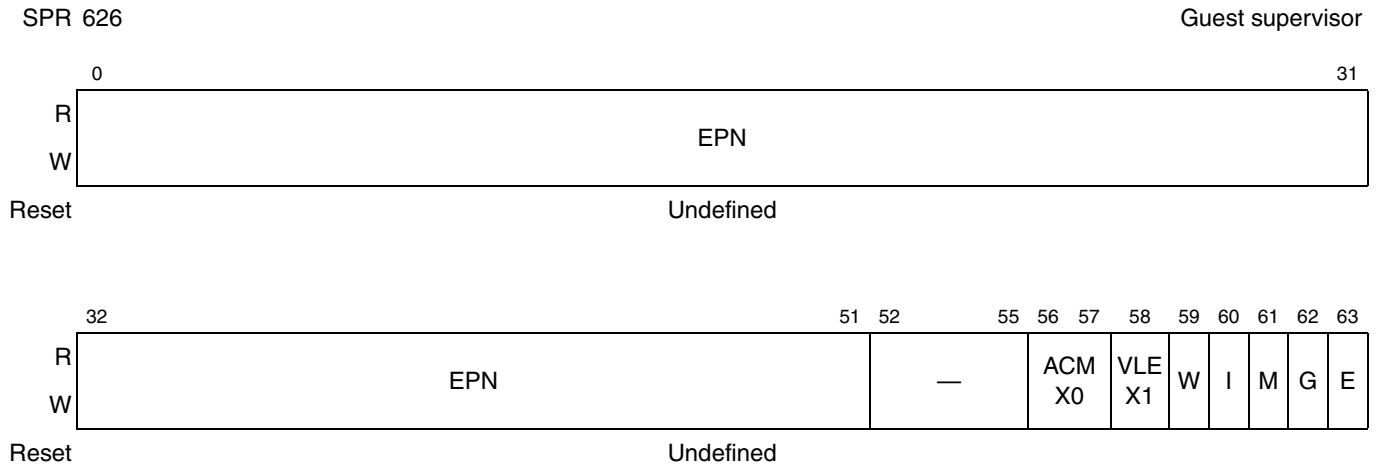 SPR 626 Guest supervisor
0 31
R
EPN
W
Reset Undefined
32 51 52 55 56 57 58 59 60 61 62 63
R
EPN — ACM X0 VLE X1 W I M G E
W
Reset Undefined